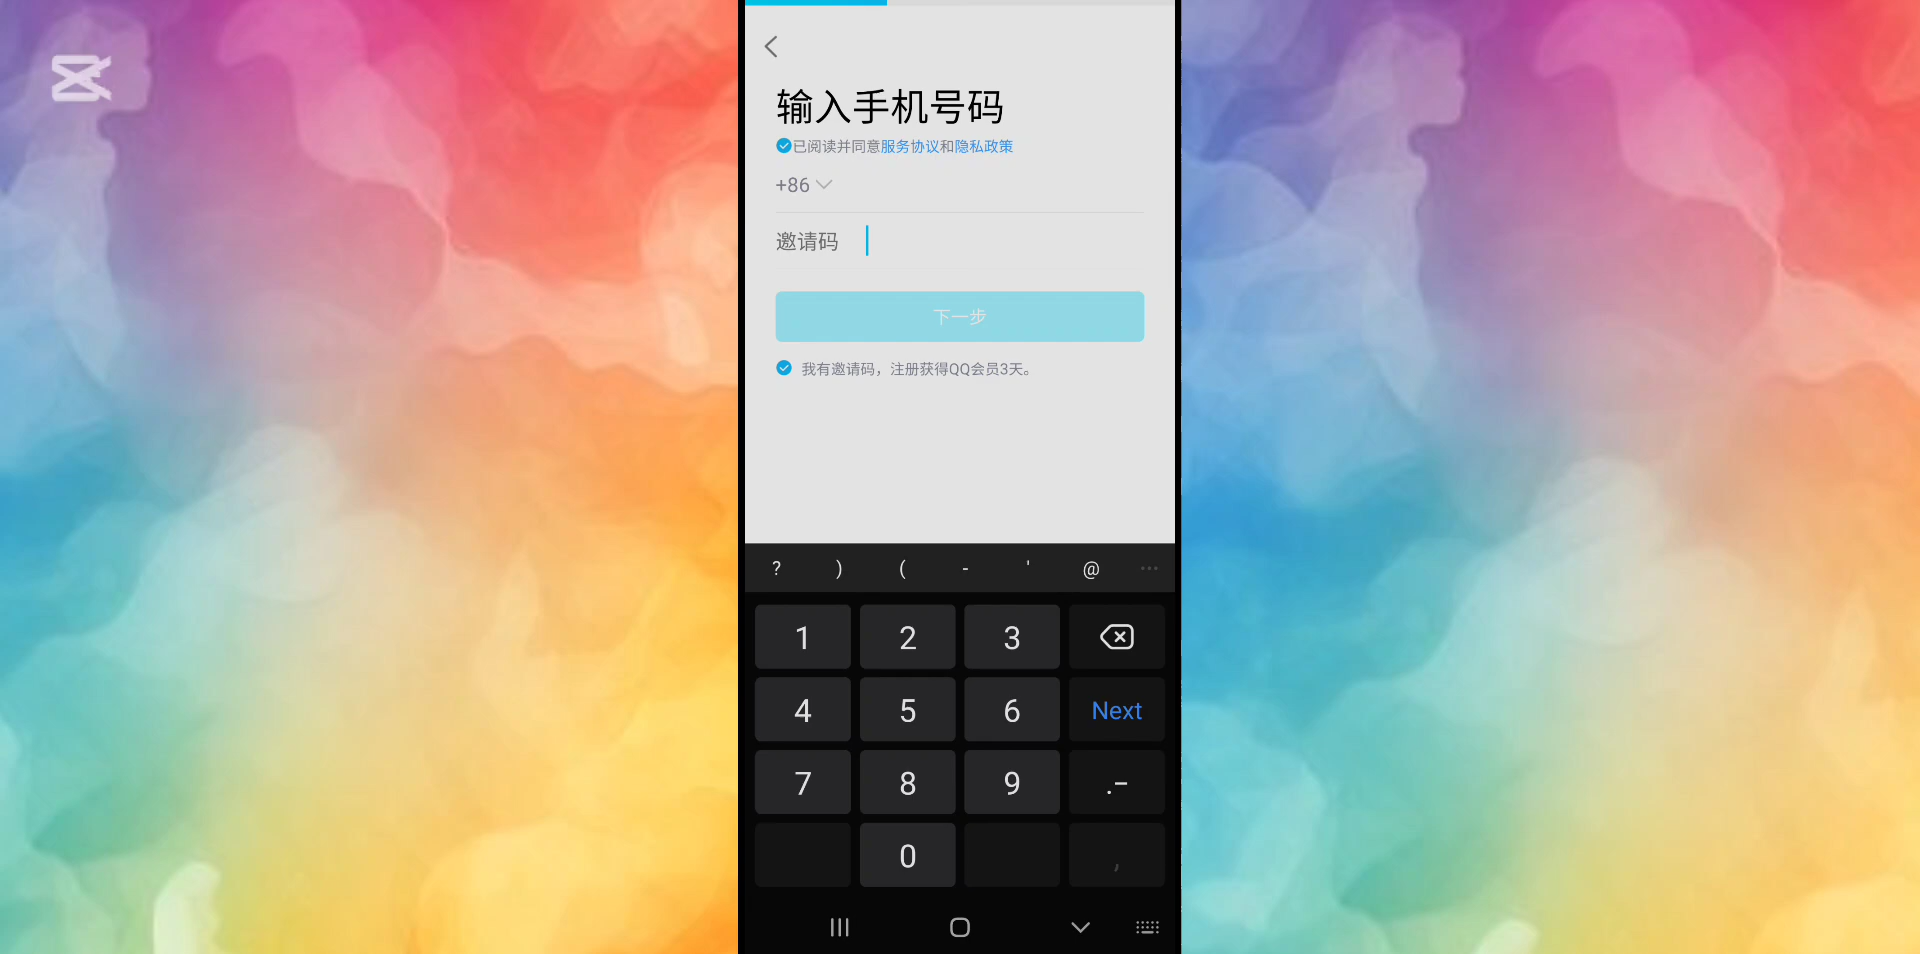 输入手机号码
已阅读并同意服务协议和隐私政策
+86
邀请码
下一步
我有邀请码，注册获得QQ会员3天。
? ) ( - ' @ ...
1 2 3
4 5 6 Next
7 8 9 .-
0 ,